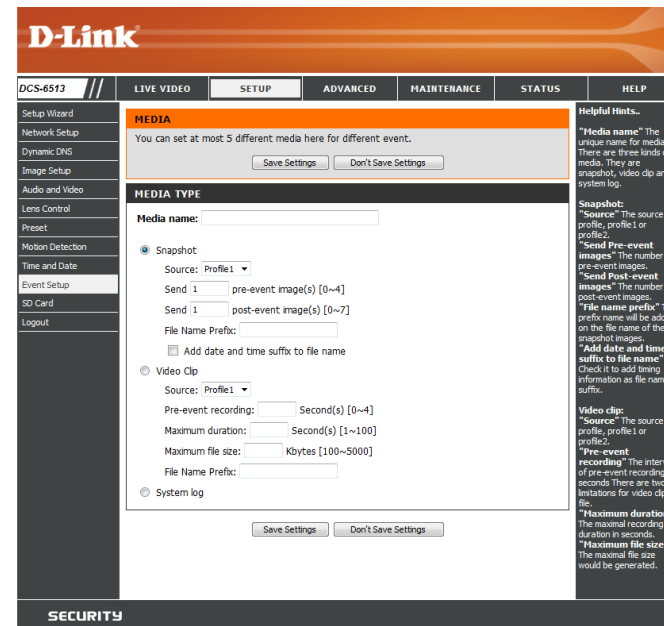 D-Link
DCS-6513 // LIVE VIDEO SETUP ADVANCED MAINTENANCE STATUS HELP
Setup Wizard
Network Setup
Dynamic DNS
Image Setup
Audio and Video
Lens Control
Preset
Motion Detection
Time and Date
Event Setup
SD Card
Logout
MEDIA
You can set at most 5 different media here for different event.
Save Settings Don't Save Settings
MEDIA TYPE
Media name:
Snapshot
Source: Profile1
Send 1 pre-event image(s) [0~4]
Send 1 post-event image(s) [0~7]
File Name Prefix:
Add date and time suffix to file name
Video Clip
Source: Profile1
Pre-event recording: Second(s) [0~4]
Maximum duration: Second(s) [1~100]
Maximum file size: Kbytes [100~5000]
File Name Prefix:
System log
Save Settings Don't Save Settings
Helpful Hints..
"Media name" The
unique name for media
There are three kinds
media. They are
snapshot, video clip
system log.
Snapshot:
"Source" The source
profile, profile1 or
profile2.
"Send Pre-event
images" The number
pre-event images.
"Send Post-event
images" The number
post-event images.
"File name prefix"
prefix name will be
on the file name of the
snapshot images.
"Add date and time
suffix to file name"
Check it to add timing
information as file
suffix.
Video clip:
"Source" The source
profile, profile1 or
profile2.
"Pre-event
recording" The
of pre-event recording
seconds There are two
limitations for video
file.
"Maximum
The maximal recording
duration in seconds.
"Maximum file size
The maximal file size
would be generated.
SECURITY